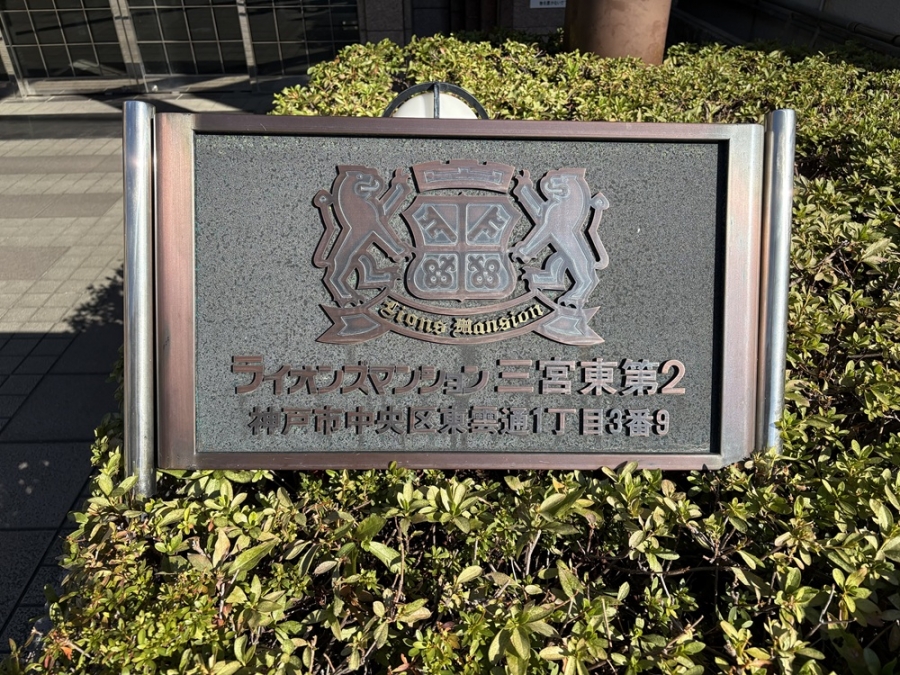 Lions Mansion
ライオンズマンション 三宮東第2
神戸市中央区東雲通1丁目3番9